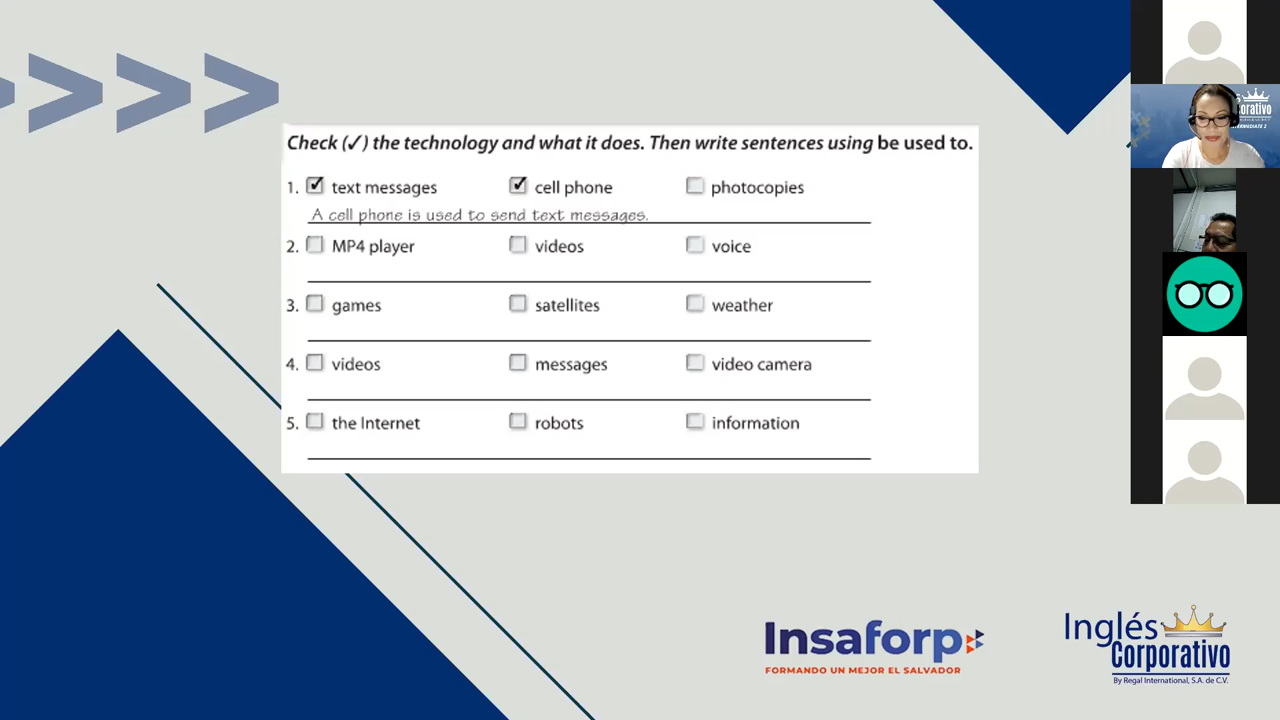 Check (✓) the technology and what it does. Then write sentences using be used to.
1. text messages cell phone photocopies
A cell phone is used to send text messages.
2. MP4 player videos voice
3. games satellites weather
4. videos messages video camera
5. the Internet robots information
Insaforp
FORMANDO UN MEJOR EL SALVADOR
Inglés
Corporativo
By Regal International, S.A. de C.V.